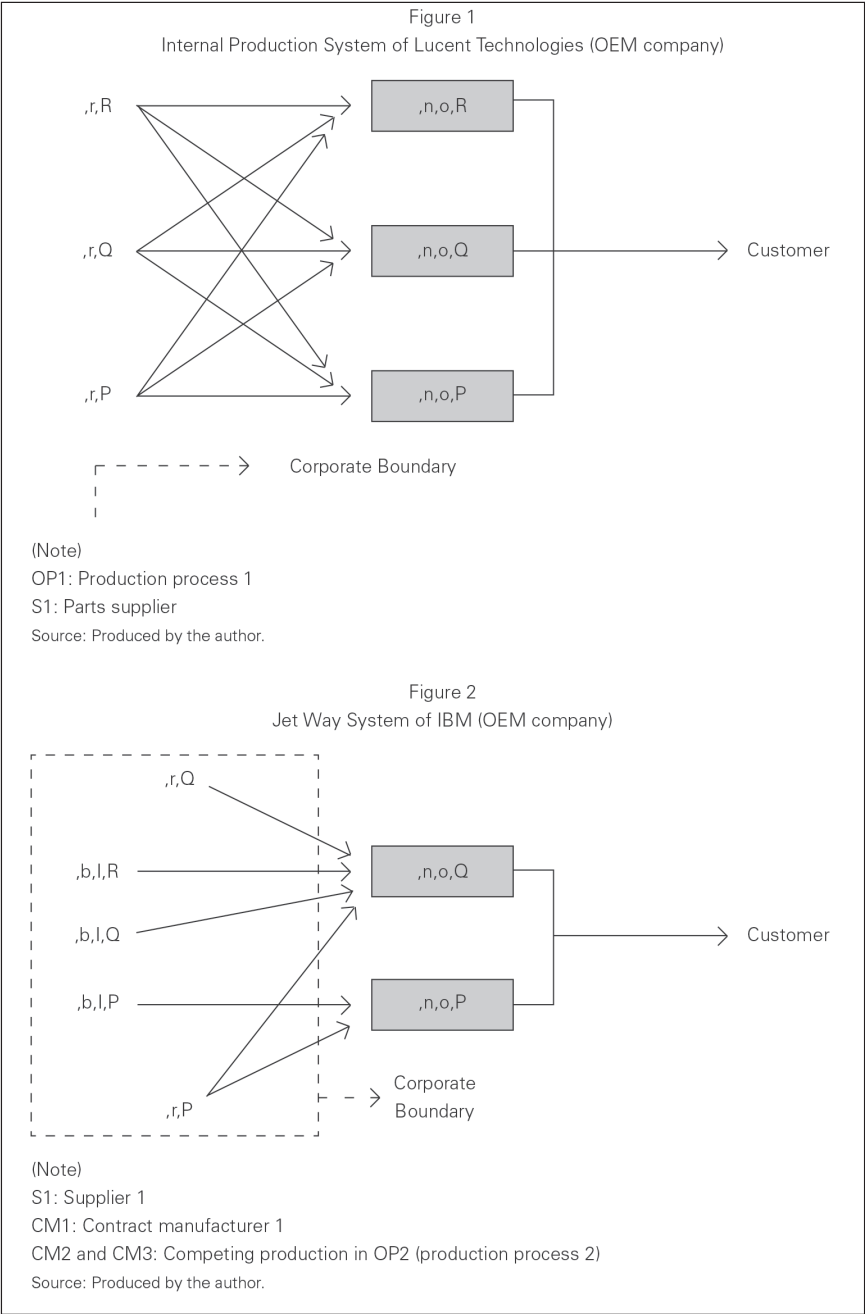 Figure 1
Internal Production System of Lucent Technologies (OEM company)
,r,R
,n,o,R
,r,Q
,n,o,Q
Customer
,r,P
,n,o,P
Corporate Boundary
(Note)
OP1: Production process 1
S1: Parts supplier
Source: Produced by the author.
Figure 2
Jet Way System of IBM (OEM company)
,r,Q
,b,l,R
,n,o,Q
,b,l,Q
Customer
,b,l,P
,n,o,P
,r,P
Corporate
Boundary
(Note)
S1: Supplier 1
CM1: Contract manufacturer 1
CM2 and CM3: Competing production in OP2 (production process 2)
Source: Produced by the author.